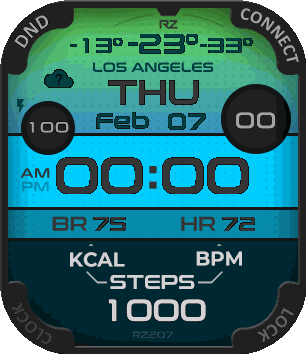 DND
RZ
CONNECT
-13° -23° -33°
LOS ANGELES
THU
Feb 07
100
00
AM
PM
00:00
BR 75
HR 72
KCAL
BPM
STEPS
1000
CLOCK
RZ207
LOCK